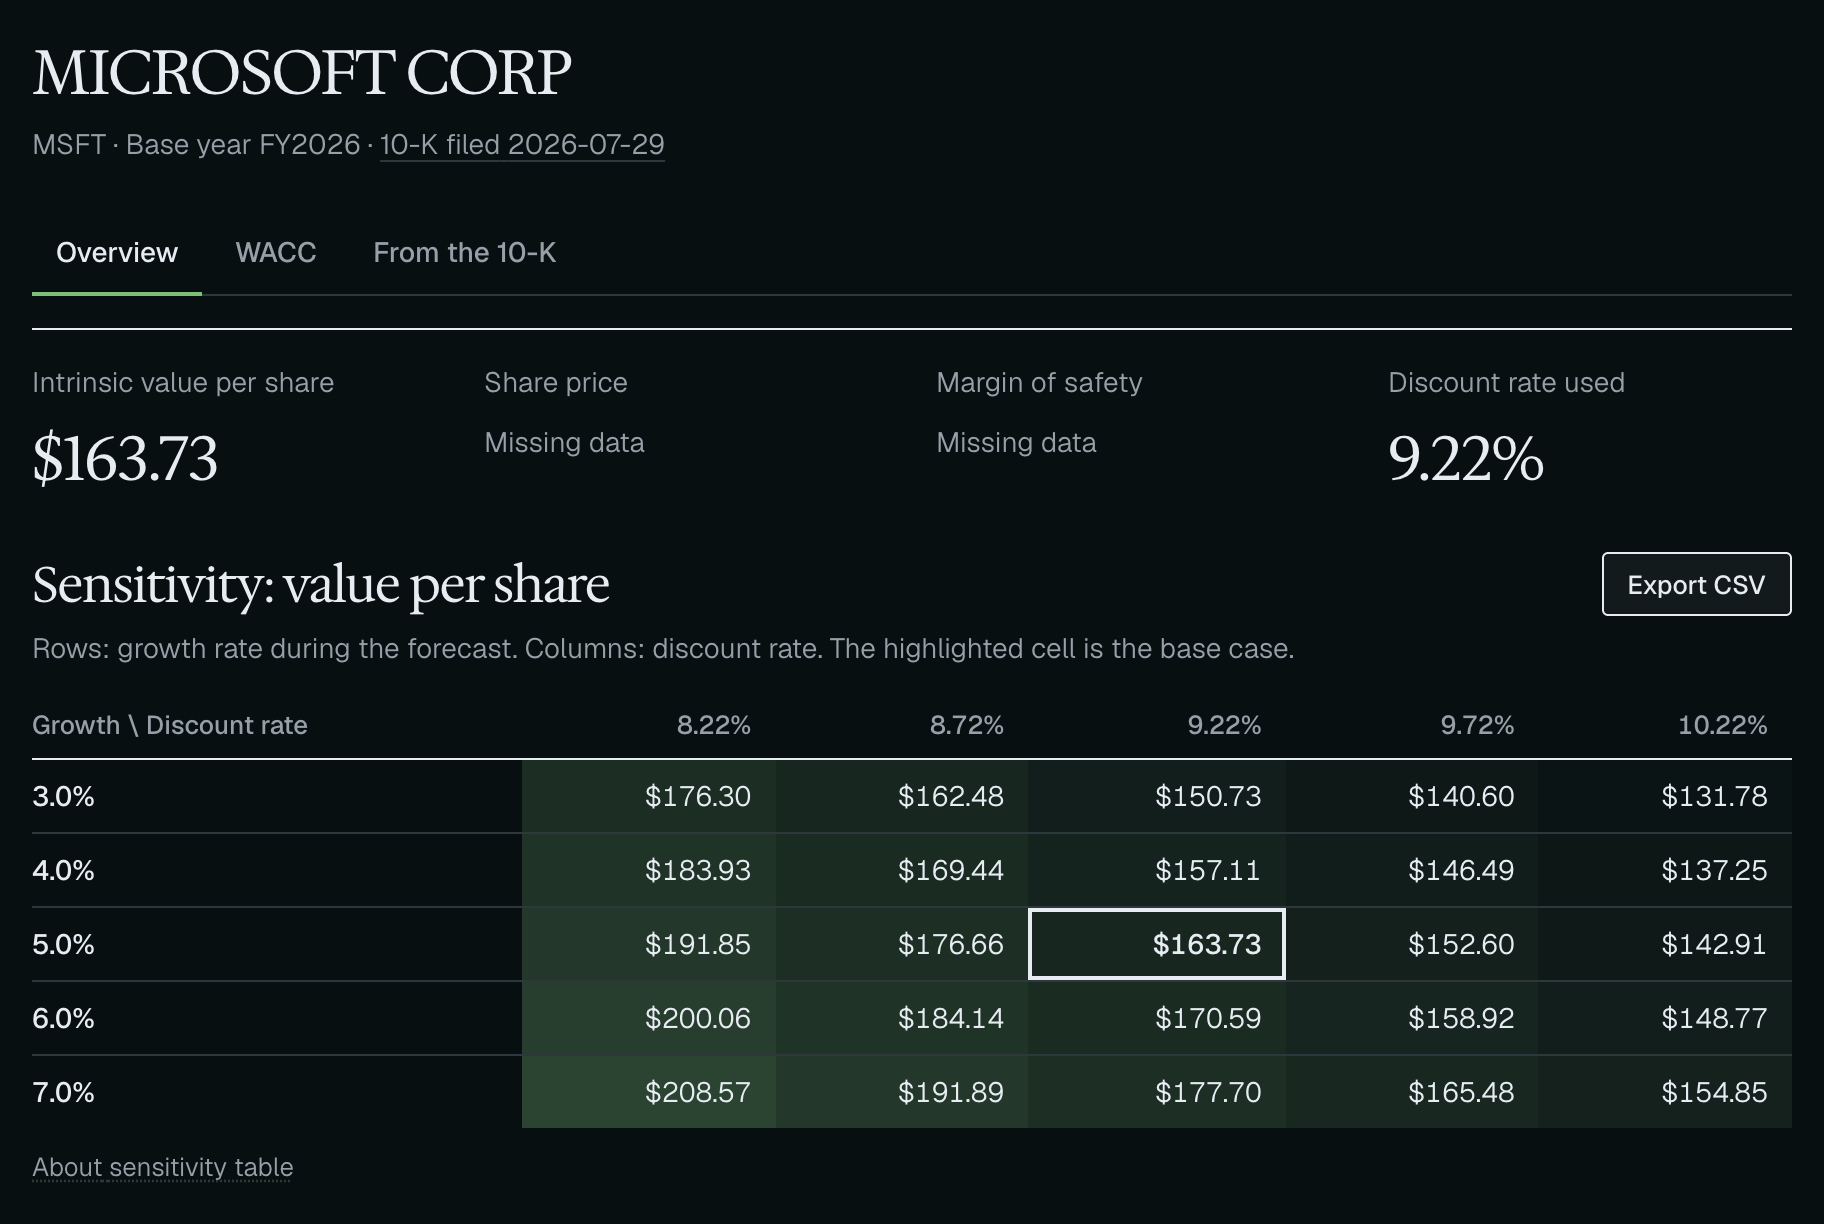 MICROSOFT CORP
MSFT · Base year FY2026 · 10-K filed 2026-07-29
Overview WACC From the 10-K
Intrinsic value per share Share price Margin of safety Discount rate used
$163.73 Missing data Missing data 9.22%
Sensitivity: value per share Export CSV
Rows: growth rate during the forecast. Columns: discount rate. The highlighted cell is the base case.
Growth \ Discount rate 8.22% 8.72% 9.22% 9.72% 10.22%
3.0% $176.30 $162.48 $150.73 $140.60 $131.78
4.0% $183.93 $169.44 $157.11 $146.49 $137.25
5.0% $191.85 $176.66 $163.73 $152.60 $142.91
6.0% $200.06 $184.14 $170.59 $158.92 $148.77
7.0% $208.57 $191.89 $177.70 $165.48 $154.85
About sensitivity table